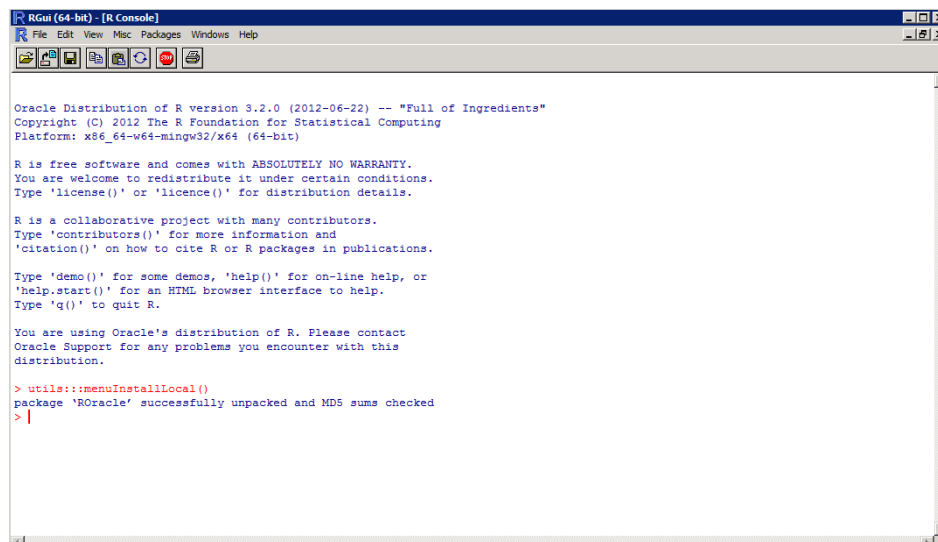 RGui (64-bit) - [R Console]
File Edit View Misc Packages Windows Help
STOP
Oracle Distribution of R version 3.2.0 (2012-06-22) -- "Full of Ingredients"
Copyright (C) 2012 The R Foundation for Statistical Computing
Platform: x86_64-w64-mingw32/x64 (64-bit)
R is free software and comes with ABSOLUTELY NO WARRANTY.
You are welcome to redistribute it under certain conditions.
Type 'license()' or 'licence()' for distribution details.
R is a collaborative project with many contributors.
Type 'contributors()' for more information and
'citation()' on how to cite R or R packages in publications.
Type 'demo()' for some demos, 'help()' for on-line help, or
'help.start()' for an HTML browser interface to help.
Type 'q()' to quit R.
You are using Oracle's distribution of R. Please contact
Oracle Support for any problems you encounter with this
distribution.
> utils:::menuInstallLocal()
package ‘ROracle’ successfully unpacked and MD5 sums checked
>